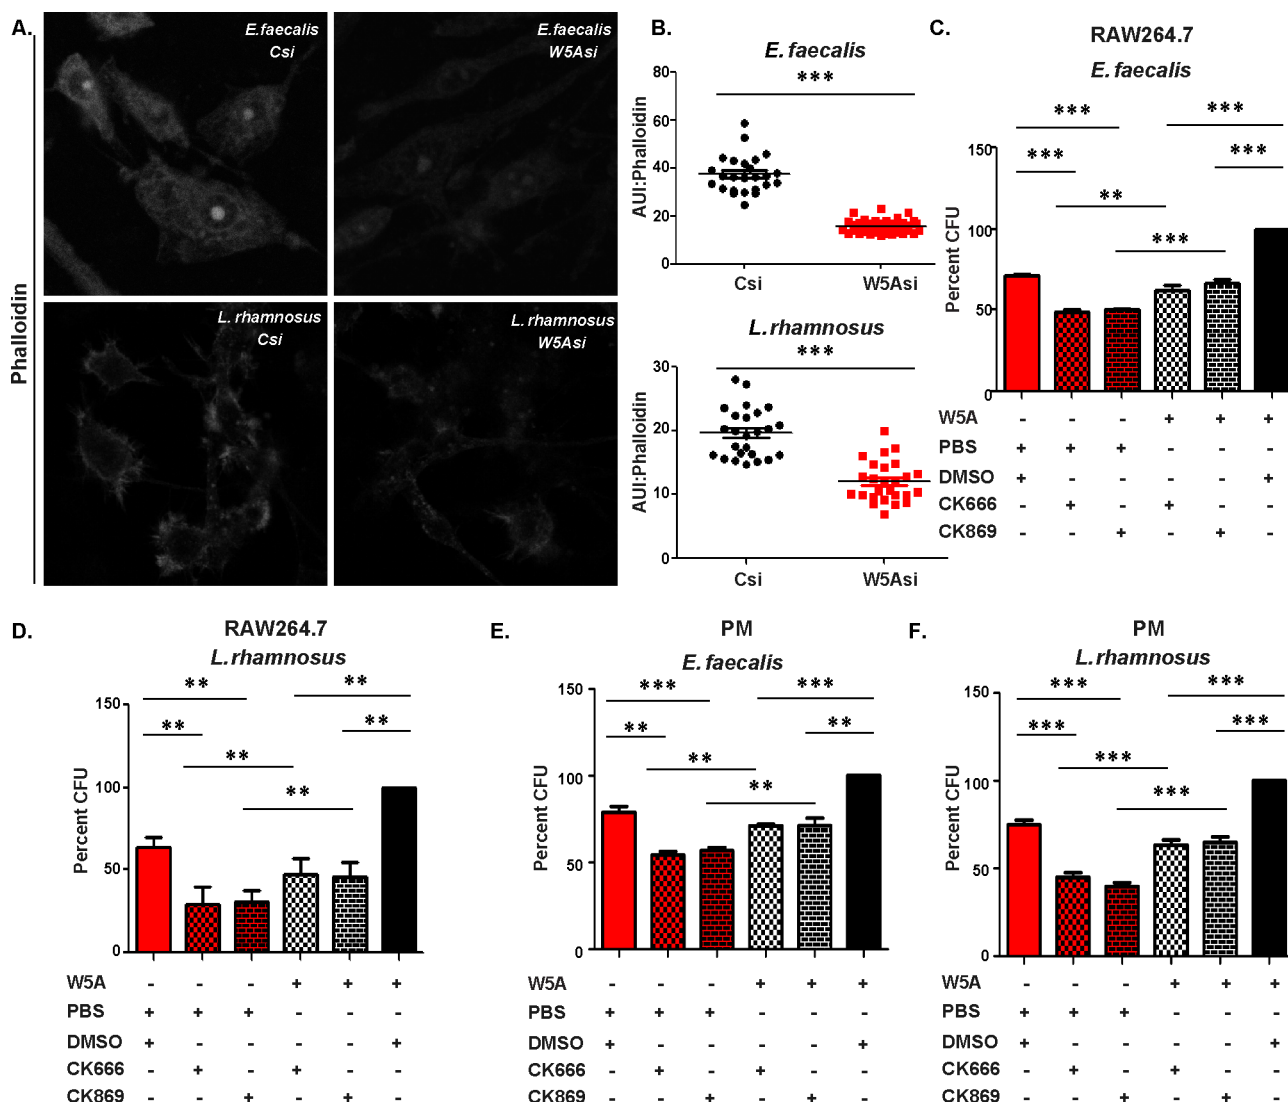 A.
E.faecalis
Csi
E.faecalis
W5Asi
L. rhamnosus
Csi
L. rhamnosus
W5Asi
Phalloidin
B.
E. faecalis
***
AUI:Phalloidin
80
60
40
20
0
Csi
W5Asi
L. rhamnosus
***
AUI:Phalloidin
30
20
10
0
Csi
W5Asi
C.
RAW264.7
E. faecalis
*** ***
*** ***
**
***
Percent CFU
150
100
50
0
W5A - - - + + +
PBS + + + - - -
DMSO + - - - - +
CK666 - + - + - -
CK869 - - + - + -
D.
RAW264.7
L. rhamnosus
** **
** **
**
**
Percent CFU
150
100
50
0
W5A - - - + + +
PBS + + + - - -
DMSO + - - - - +
CK666 - + - + - -
CK869 - - + - + -
E.
PM
E. faecalis
*** ***
** **
**
**
Percent CFU
150
100
50
0
W5A - - - + + +
PBS + + + - - -
DMSO + - - - - +
CK666 - + - + - -
CK869 - - + - + -
F.
PM
L. rhamnosus
*** ***
*** ***
***
***
Percent CFU
150
100
50
0
W5A - - - + + +
PBS + + + - - -
DMSO + - - - - +
CK666 - + - + - -
CK869 - - + - + -